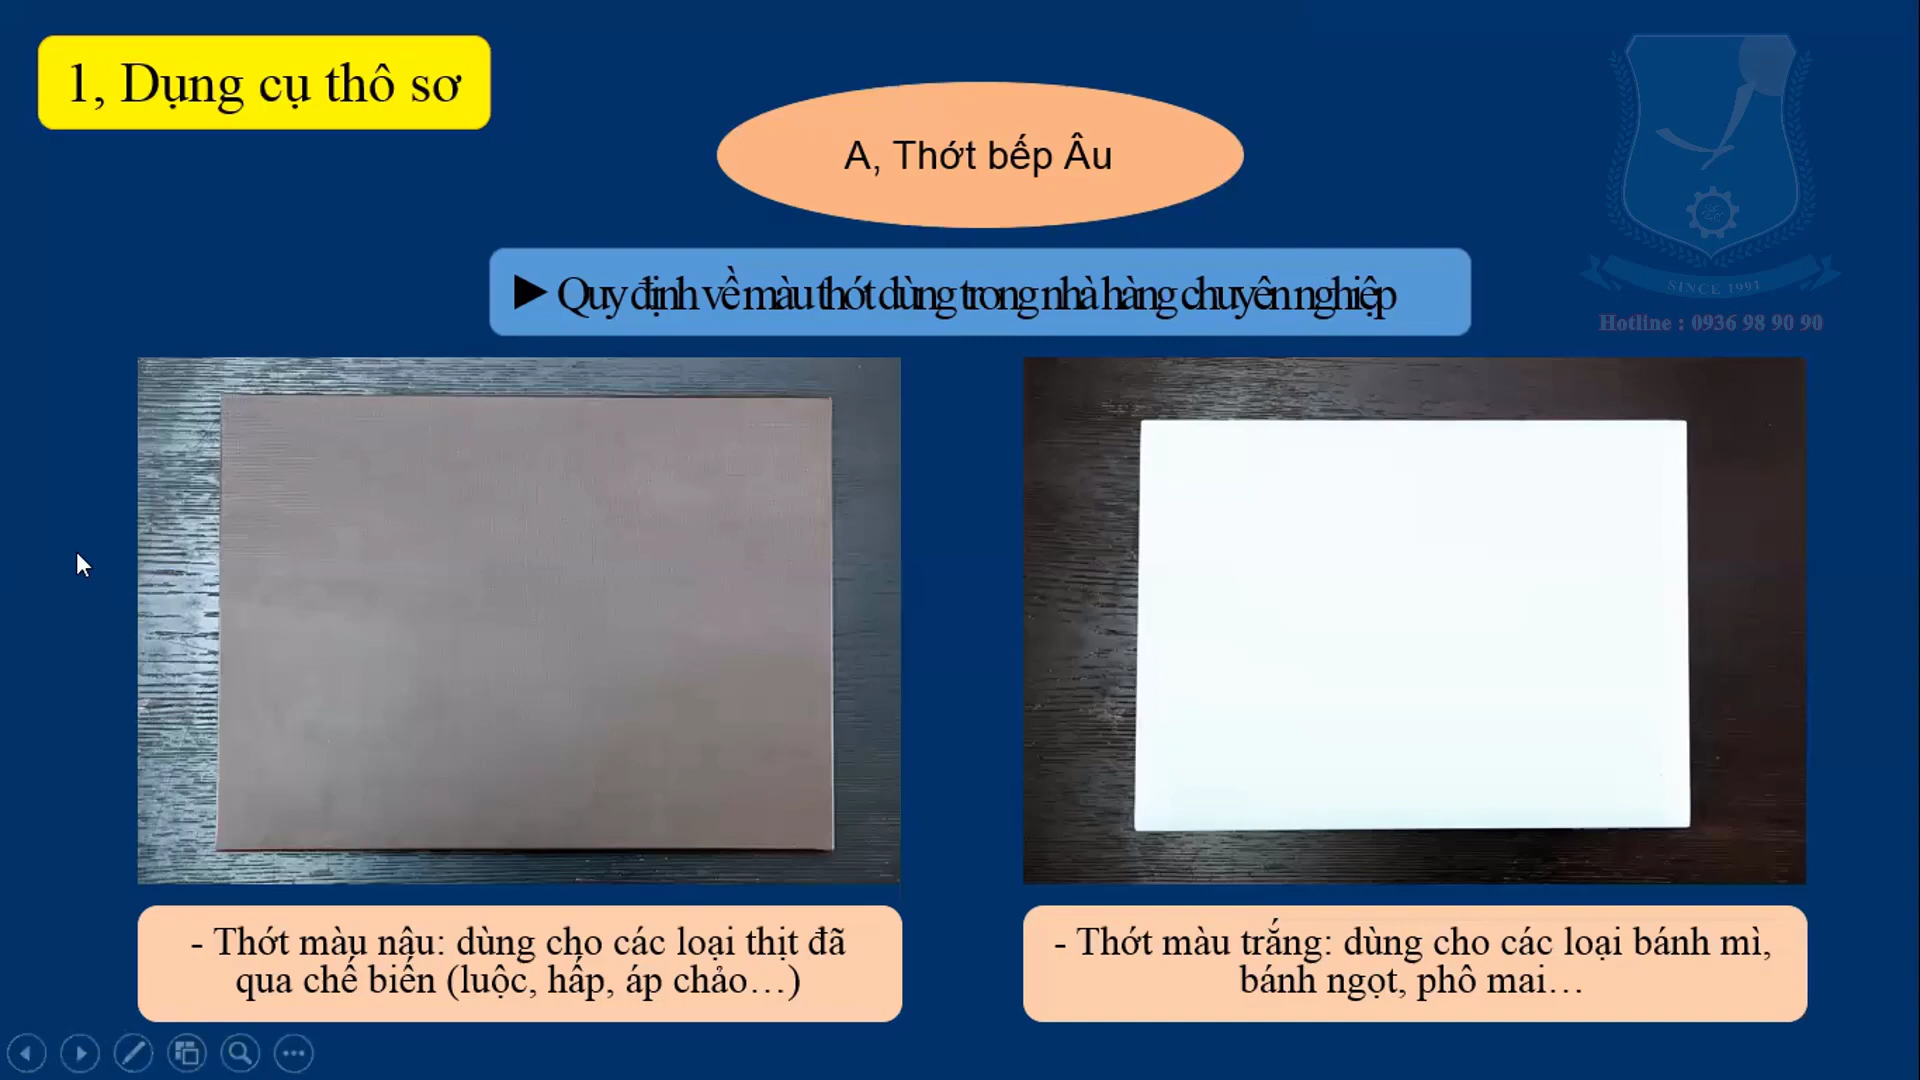 1, Dụng cụ thô sơ
A, Thớt bếp Âu
► Quy định về màu thớt dùng trong nhà hàng chuyên nghiệp
SINCE 1991
Hotline : 0936 98 90 90
- Thớt màu nâu: dùng cho các loại thịt đã
qua chế biến (luộc, hấp, áp chảo…)
- Thớt màu trắng: dùng cho các loại bánh mì,
bánh ngọt, phô mai…